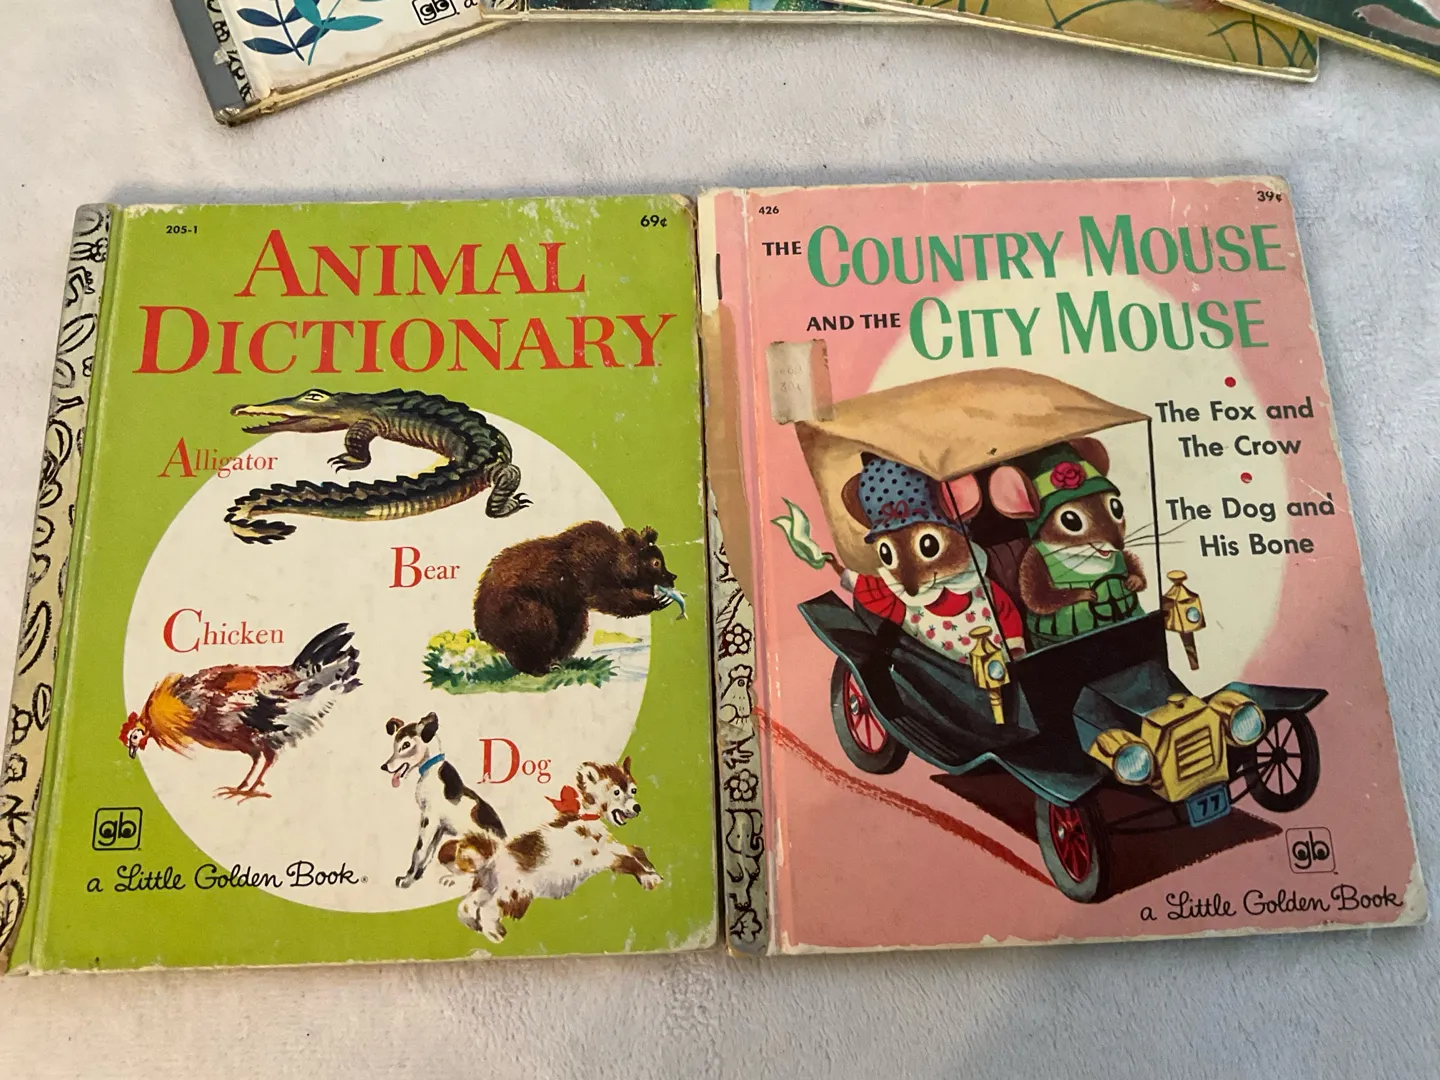 gb
a
205-1
69¢
ANIMAL
DICTIONARY
Alligator
Bear
Chicken
Dog
gb
a Little Golden Book®
426
39¢
THE COUNTRY MOUSE
AND THE CITY MOUSE
The Fox and
The Crow
The Dog and
His Bone
77
gb
a Little Golden Book